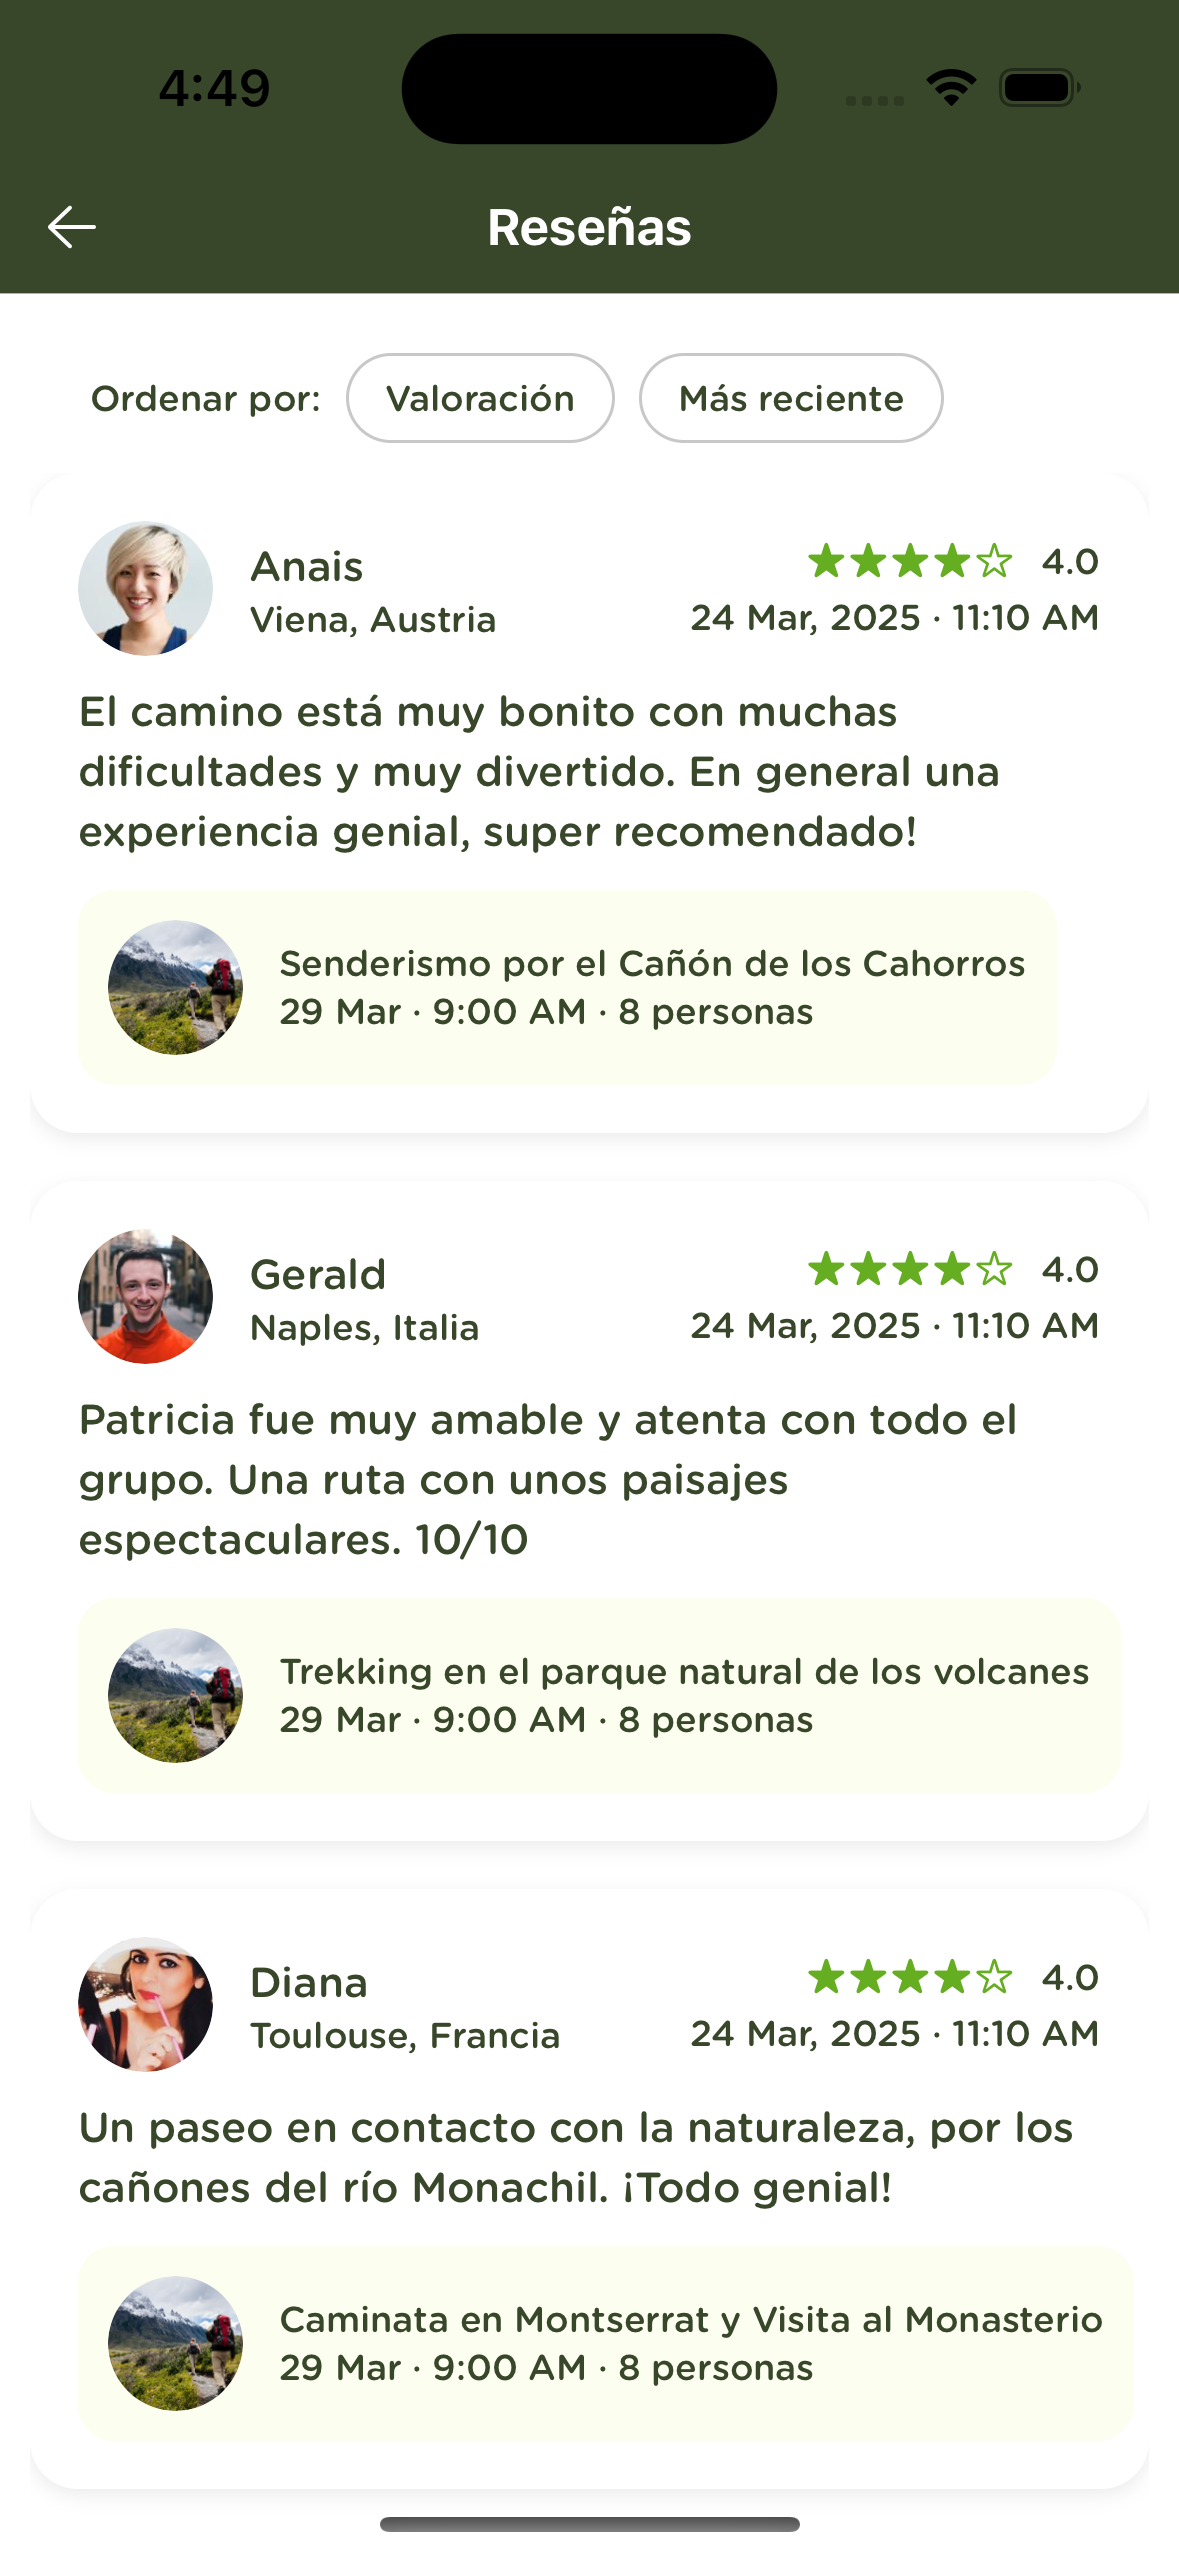 4:49
Reseñas
Ordenar por: Valoración Más reciente
Anais 4.0
Viena, Austria 24 Mar, 2025 · 11:10 AM
El camino está muy bonito con muchas
dificultades y muy divertido. En general una
experiencia genial, super recomendado!
Senderismo por el Cañón de los Cahorros
29 Mar · 9:00 AM · 8 personas
Gerald 4.0
Naples, Italia 24 Mar, 2025 · 11:10 AM
Patricia fue muy amable y atenta con todo el
grupo. Una ruta con unos paisajes
espectaculares. 10/10
Trekking en el parque natural de los volcanes
29 Mar · 9:00 AM · 8 personas
Diana 4.0
Toulouse, Francia 24 Mar, 2025 · 11:10 AM
Un paseo en contacto con la naturaleza, por los
cañones del río Monachil. ¡Todo genial!
Caminata en Montserrat y Visita al Monasterio
29 Mar · 9:00 AM · 8 personas